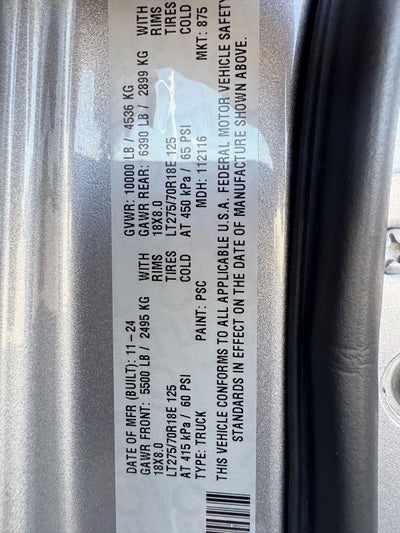 DATE OF MFR (BUILT): 11-24 GVWR: 10000 LB / 4536 KG
GAWR FRONT: 5500 LB / 2495 KG WITH GAWR REAR: 6390 LB / 2899 KG WITH
18X8.0 RIMS 18X8.0 RIMS
LT275/70R18E 125 TIRES LT275/70R18E 125 TIRES
AT 415 kPa / 60 PSI COLD AT 450 kPa / 65 PSI COLD
TYPE: TRUCK PAINT: PSC MDH: 112116 MKT: 875
THIS VEHICLE CONFORMS TO ALL APPLICABLE U.S.A. FEDERAL MOTOR VEHICLE SAFETY
STANDARDS IN EFFECT ON THE DATE OF MANUFACTURE SHOWN ABOVE.